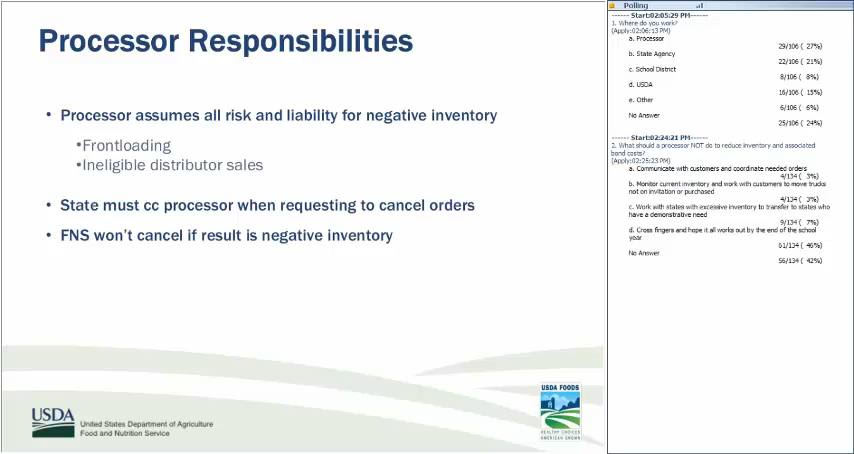 Processor Responsibilities
• Processor assumes all risk and liability for negative inventory
•Frontloading
•Ineligible distributor sales
• State must cc processor when requesting to cancel orders
• FNS won't cancel if result is negative inventory
USDA
United States Department of Agriculture
Food and Nutrition Service
USDA FOODS
HEALTHY CHOICES
AMERICAN GROWN
Polling
------ Start:02:05:29 PM------
1. Where do you work?
(Apply:02:06:13 PM)
a. Processor
29/106 ( 27%)
b. State Agency
22/106 ( 21%)
c. School District
8/106 ( 8%)
d. USDA
16/106 ( 15%)
e. Other
6/106 ( 6%)
No Answer
25/106 ( 24%)
------ Start:02:24:21 PM------
2. What should a processor NOT do to reduce inventory and associated
bond costs?
(Apply:02:25:23 PM)
a. Communicate with customers and coordinate needed orders
4/134 ( 3%)
b. Monitor current inventory and work with customers to move trucks
not on invitation or purchased
4/134 ( 3%)
c. Work with states with excessive inventory to transfer to states who
have a demonstrative need
9/134 ( 7%)
d. Cross fingers and hope it all works out by the end of the school
year
61/134 ( 46%)
No Answer
56/134 ( 42%)